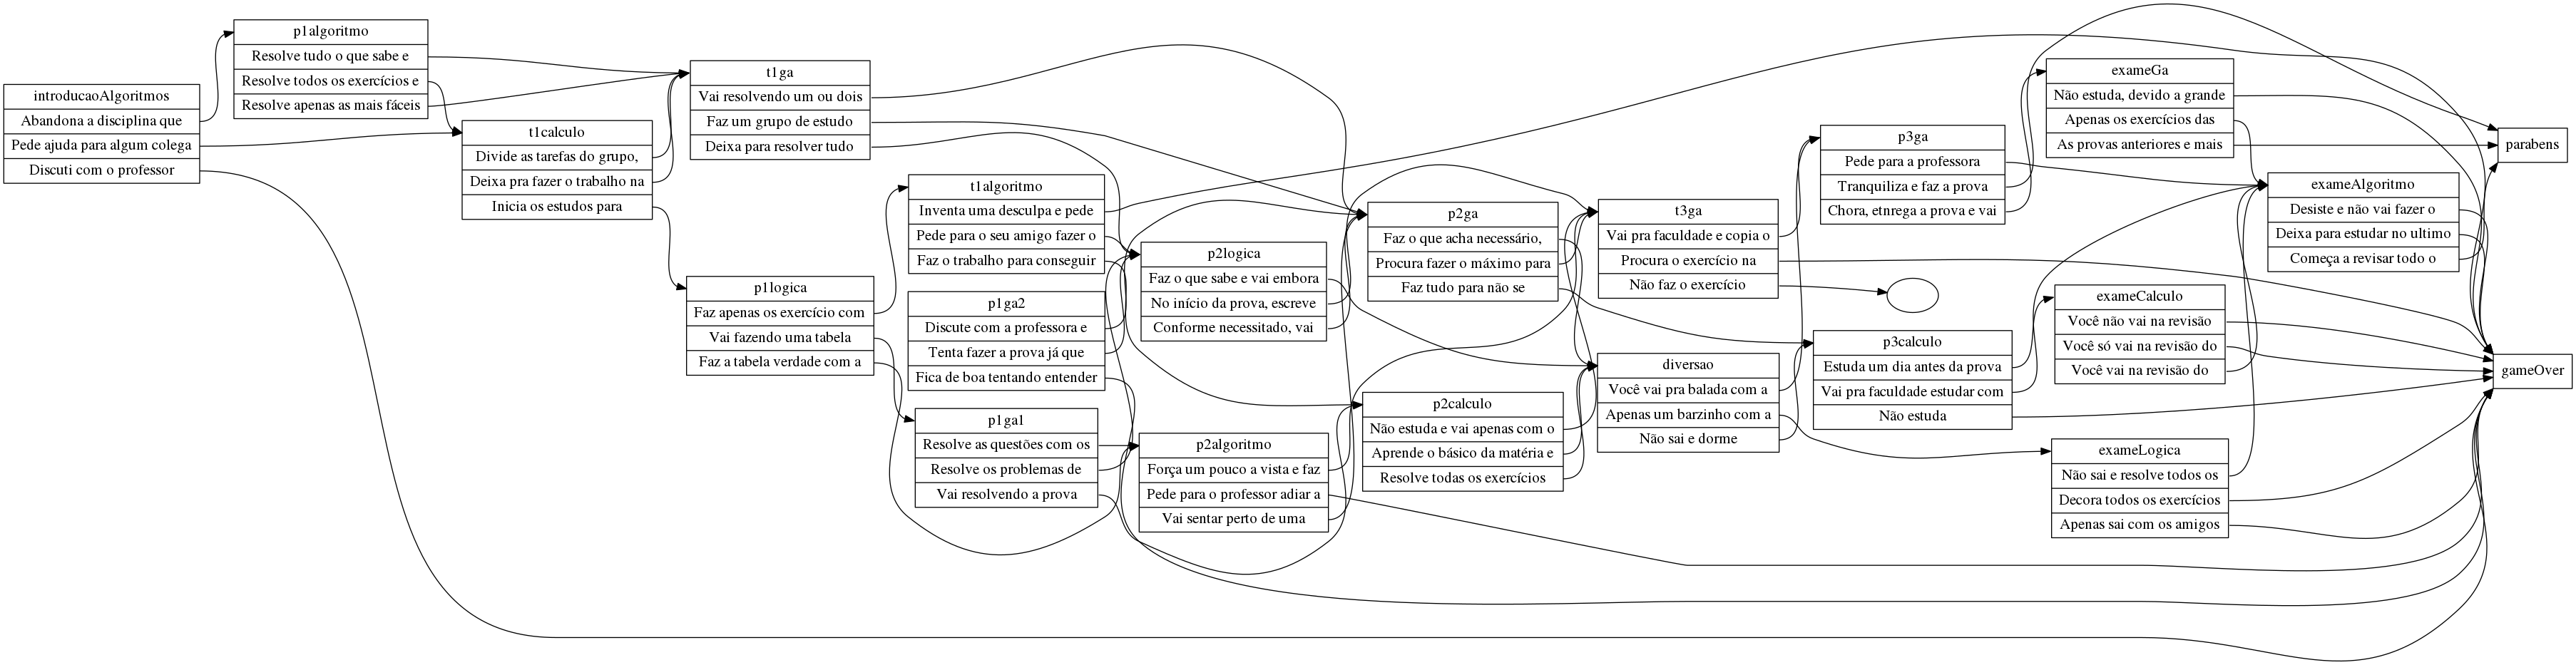 introducaoAlgoritmos
Abandona a disciplina que
Pede ajuda para algum colega
Discuti com o professor
p1algoritmo
Resolve tudo o que sabe e
Resolve todos os exercícios e
Resolve apenas as mais fáceis
t1calculo
Divide as tarefas do grupo,
Deixa pra fazer o trabalho na
Inicia os estudos para
t1ga
Vai resolvendo um ou dois
Faz um grupo de estudo
Deixa para resolver tudo
p1logica
Faz apenas os exercício com
Vai fazendo uma tabela
Faz a tabela verdade com a
t1algoritmo
Inventa uma desculpa e pede
Pede para o seu amigo fazer o
Faz o trabalho para conseguir
p1ga2
Discute com a professora e
Tenta fazer a prova já que
Fica de boa tentando entender
p1ga1
Resolve as questões com os
Resolve os problemas de
Vai resolvendo a prova
p2logica
Faz o que sabe e vai embora
No início da prova, escreve
Conforme necessitado, vai
p2algoritmo
Força um pouco a vista e faz
Pede para o professor adiar a
Vai sentar perto de uma
p2ga
Faz o que acha necessário,
Procura fazer o máximo para
Faz tudo para não se
p2calculo
Não estuda e vai apenas com o
Aprende o básico da matéria e
Resolve todas os exercícios
t3ga
Vai pra faculdade e copia o
Procura o exercício na
Não faz o exercício
diversao
Você vai pra balada com a
Apenas um barzinho com a
Não sai e dorme
p3ga
Pede para a professora
Tranquiliza e faz a prova
Chora, etnrega a prova e vai
p3calculo
Estuda um dia antes da prova
Vai pra faculdade estudar com
Não estuda
exameGa
Não estuda, devido a grande
Apenas os exercícios das
As provas anteriores e mais
exameCalculo
Você não vai na revisão
Você só vai na revisão do
Você vai na revisão do
exameLogica
Não sai e resolve todos os
Decora todos os exercícios
Apenas sai com os amigos
exameAlgoritmo
Desiste e não vai fazer o
Deixa para estudar no ultimo
Começa a revisar todo o
parabens
gameOver